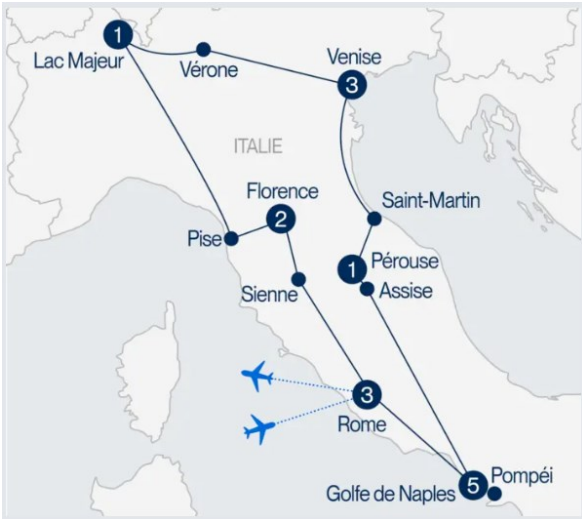 1
Lac Majeur
Vérone
Venise
3
ITALIE
Florence
2
Saint-Martin
Pise
1
Pérouse
Assise
Sienne
3
Rome
5
Pompéi
Golfe de Naples